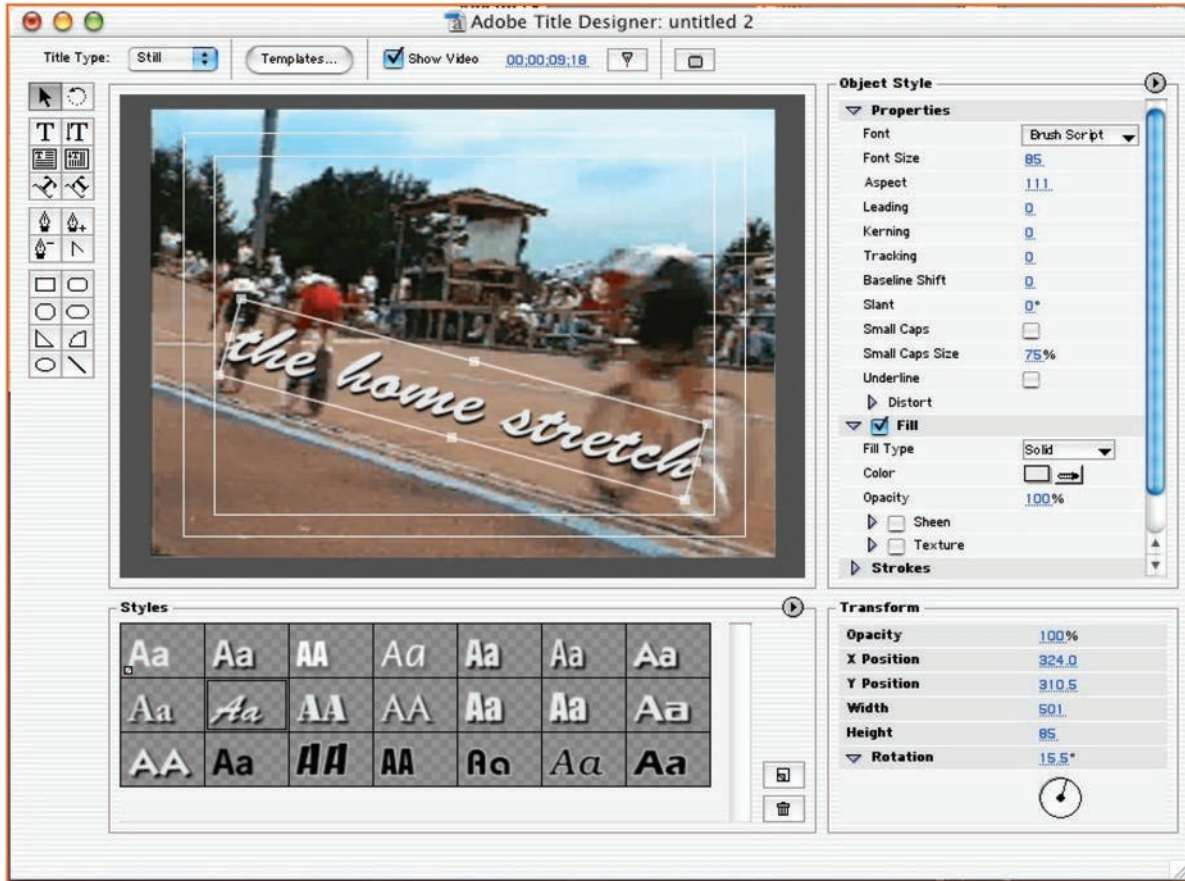 Adobe Title Designer: untitled 2
Title Type: Still Templates... Show Video 00;00;09;18
Object Style
Properties
Font Brush Script
Font Size 85
Aspect 111
Leading 0
Kerning 0
Tracking 0
Baseline Shift 0
Slant 0°
Small Caps
Small Caps Size 75%
Underline
Distort
Fill
Fill Type Solid
Color
Opacity 100%
Sheen
Texture
Strokes
T IT
the home stretch
Styles
Aa Aa AA Aa Aa Aa Aa
Aa Aa AA AA Aa Aa Aa
AA Aa AA AA Aa Aa Aa
Transform
Opacity 100%
X Position 324.0
Y Position 310.5
Width 501
Height 85
Rotation 15.5°